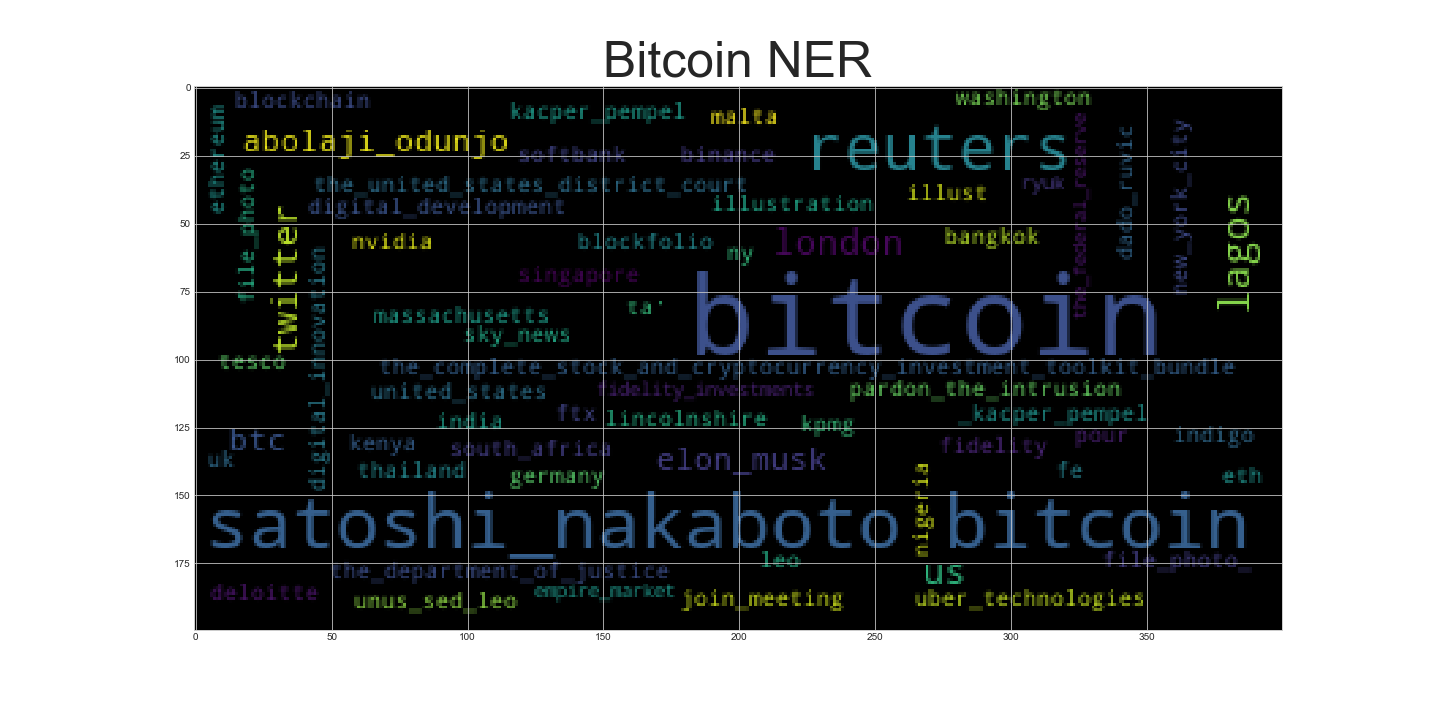 Bitcoin NER
0
25
50
75
100
125
150
175
0
50
100
150
200
250
300
350
blockchain
kacper_pempel
malta
washington
ethereum
abolaji_odunjo
reuters
softbank
binance
the_federal_reserve
dado_ruvic
new_york_city
file_photo
the_united_states_district_court
ryuk
illust
digital_development
illustration
lagos
twitter
nvidia
blockfolio
ny
london
bangkok
digital_innovation
singapore
bitcoin
massachusetts
ta'
sky_news
tesco
the_complete_stock_and_cryptocurrency_investment_toolkit_bundle
united_states
fidelity_investments
pardon_the_intrusion
india
ftx
lincolnshire
kpmg
_kacper_pempel
btc
kenya
south_africa
fidelity
pour
indigo
uk
thailand
elon_musk
fe
eth
germany
nigeria
satoshi_nakaboto bitcoin
leo
file_photo_
the_department_of_justice
us
deloitte
unus_sed_leo
empire_market
join_meeting
uber_technologies